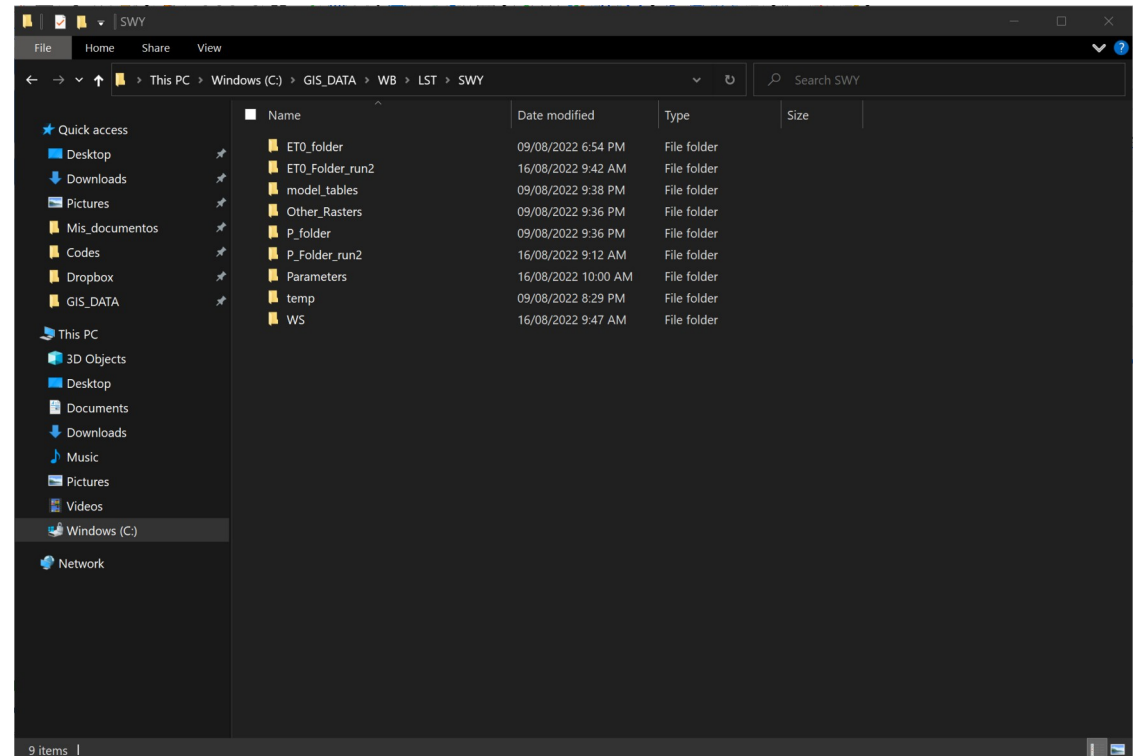 SWY
File Home Share View
This PC > Windows (C:) > GIS_DATA > WB > LST > SWY
Search SWY
Name Date modified Type Size
Quick access
Desktop
Downloads
Pictures
Mis_documentos
Codes
Dropbox
GIS_DATA
This PC
3D Objects
Desktop
Documents
Downloads
Music
Pictures
Videos
Windows (C:)
Network
ET0_folder 09/08/2022 6:54 PM File folder
ET0_Folder_run2 16/08/2022 9:42 AM File folder
model_tables 09/08/2022 9:38 PM File folder
Other_Rasters 09/08/2022 9:36 PM File folder
P_folder 09/08/2022 9:36 PM File folder
P_Folder_run2 16/08/2022 9:12 AM File folder
Parameters 16/08/2022 10:00 AM File folder
temp 09/08/2022 8:29 PM File folder
WS 16/08/2022 9:47 AM File folder
9 items